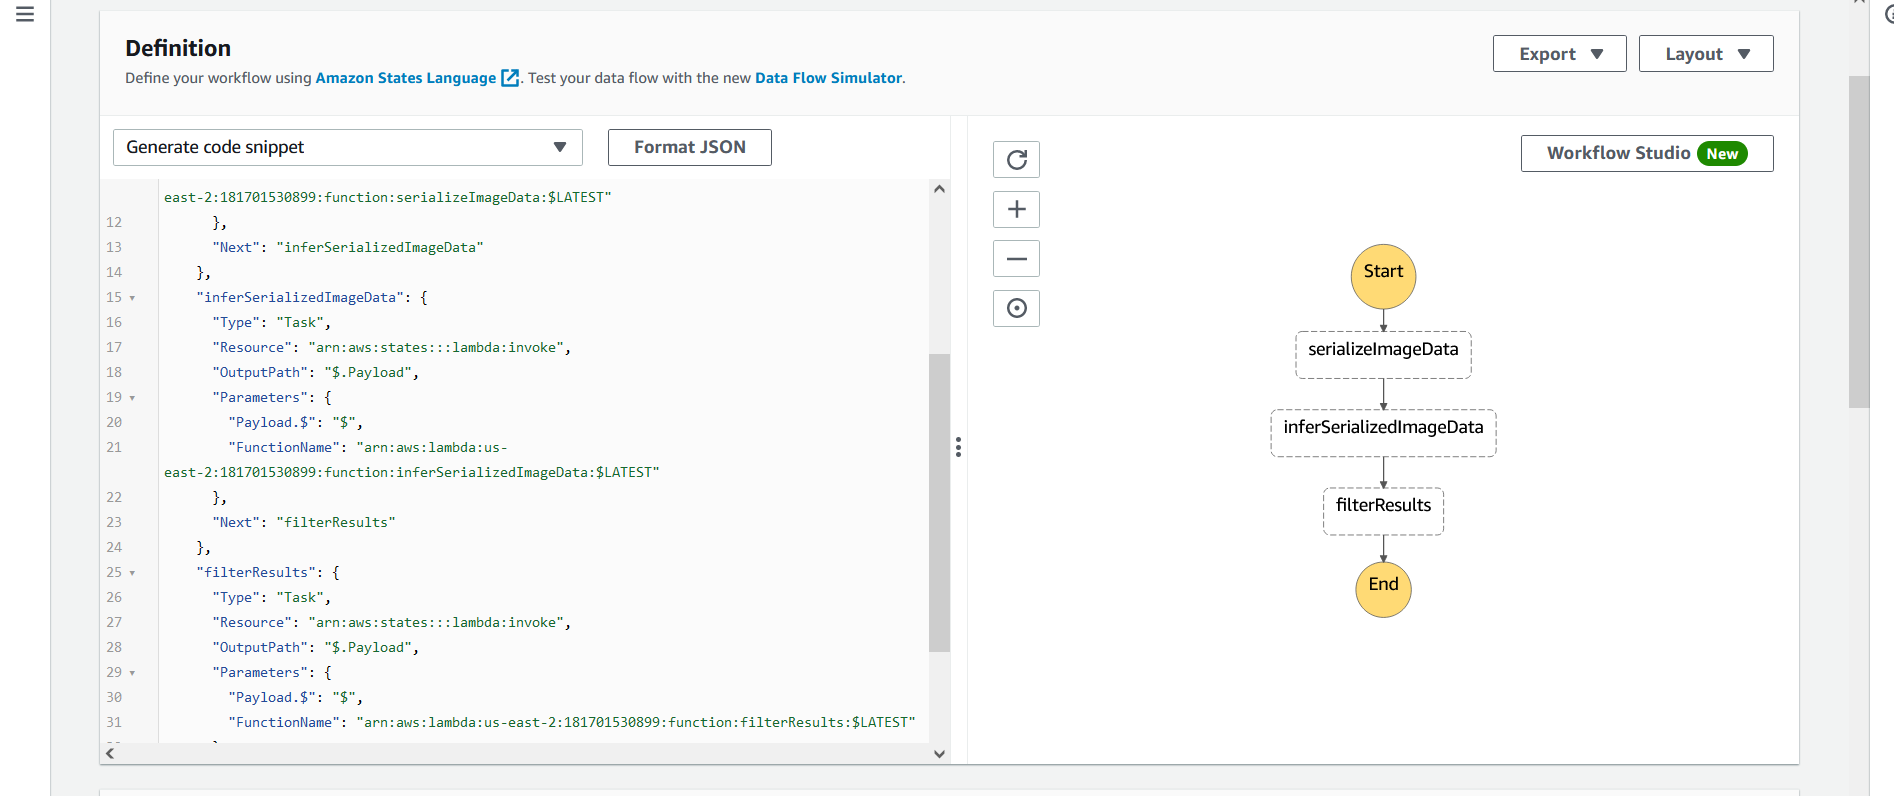 Definition
Define your workflow using Amazon States Language. Test your data flow with the new Data Flow Simulator.
Export
Layout
Generate code snippet
Format JSON
Workflow Studio New
east-2:181701530899:function:serializeImageData:$LATEST"
12 },
13 "Next": "inferSerializedImageData"
14 },
15 "inferSerializedImageData": {
16 "Type": "Task",
17 "Resource": "arn:aws:states:::lambda:invoke",
18 "OutputPath": "$.Payload",
19 "Parameters": {
20 "Payload.$": "$",
21 "FunctionName": "arn:aws:lambda:us-
east-2:181701530899:function:inferSerializedImageData:$LATEST"
22 },
23 "Next": "filterResults"
24 },
25 "filterResults": {
26 "Type": "Task",
27 "Resource": "arn:aws:states:::lambda:invoke",
28 "OutputPath": "$.Payload",
29 "Parameters": {
30 "Payload.$": "$",
31 "FunctionName": "arn:aws:lambda:us-east-2:181701530899:function:filterResults:$LATEST"
Start
serializeImageData
inferSerializedImageData
filterResults
End